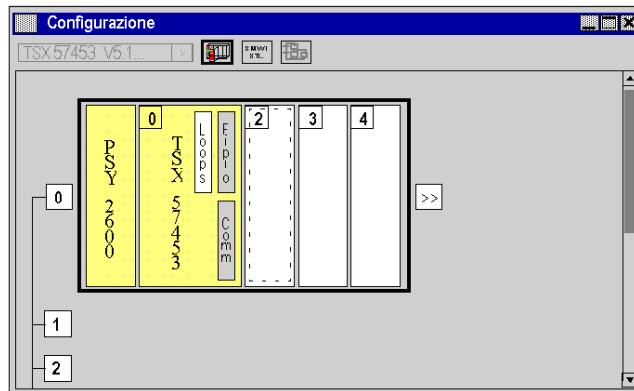 Configurazione
TSX 57453 V5.1...
0 2 3 4
PSY 2600
TSX 57453
Loops
Fipio
Comm
0
>>
1
2